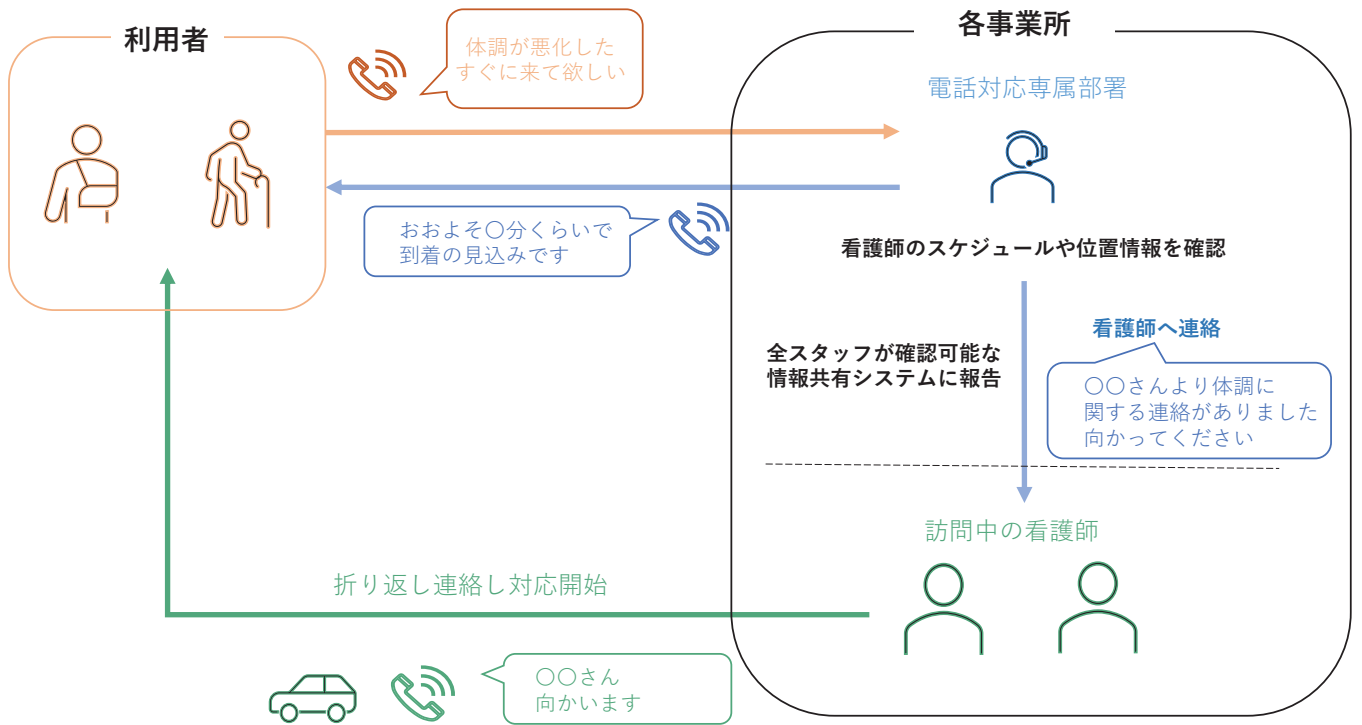 利用者
各事業所
体調が悪化した
すぐに来て欲しい
電話対応専属部署
おおよそ〇分くらいで
到着の見込みです
看護師のスケジュールや位置情報を確認
看護師へ連絡
全スタッフが確認可能な
情報共有システムに報告
〇〇さんより体調に
関する連絡がありました
向かってください
訪問中の看護師
折り返し連絡し対応開始
〇〇さん
向かいます